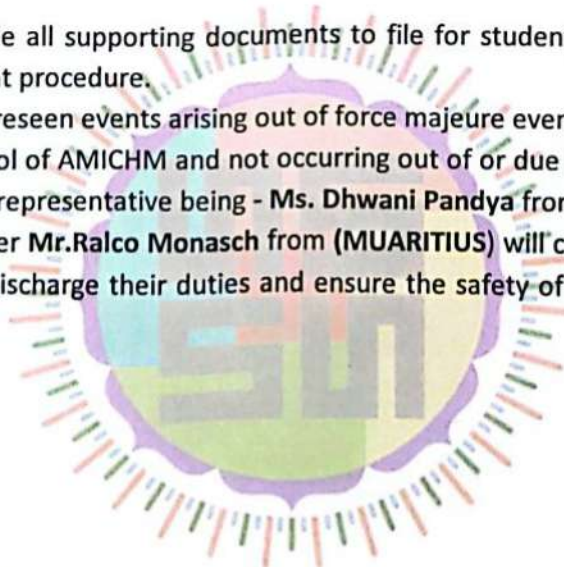 e all supporting documents to file for studen
t procedure.
reseen events arising out of force majeure ever
ol of AMICHM and not occurring out of or due
representative being - Ms. Dhwani Pandya fror
er Mr.Ralco Monasch from (MUARITIUS) will c
ischarge their duties and ensure the safety of